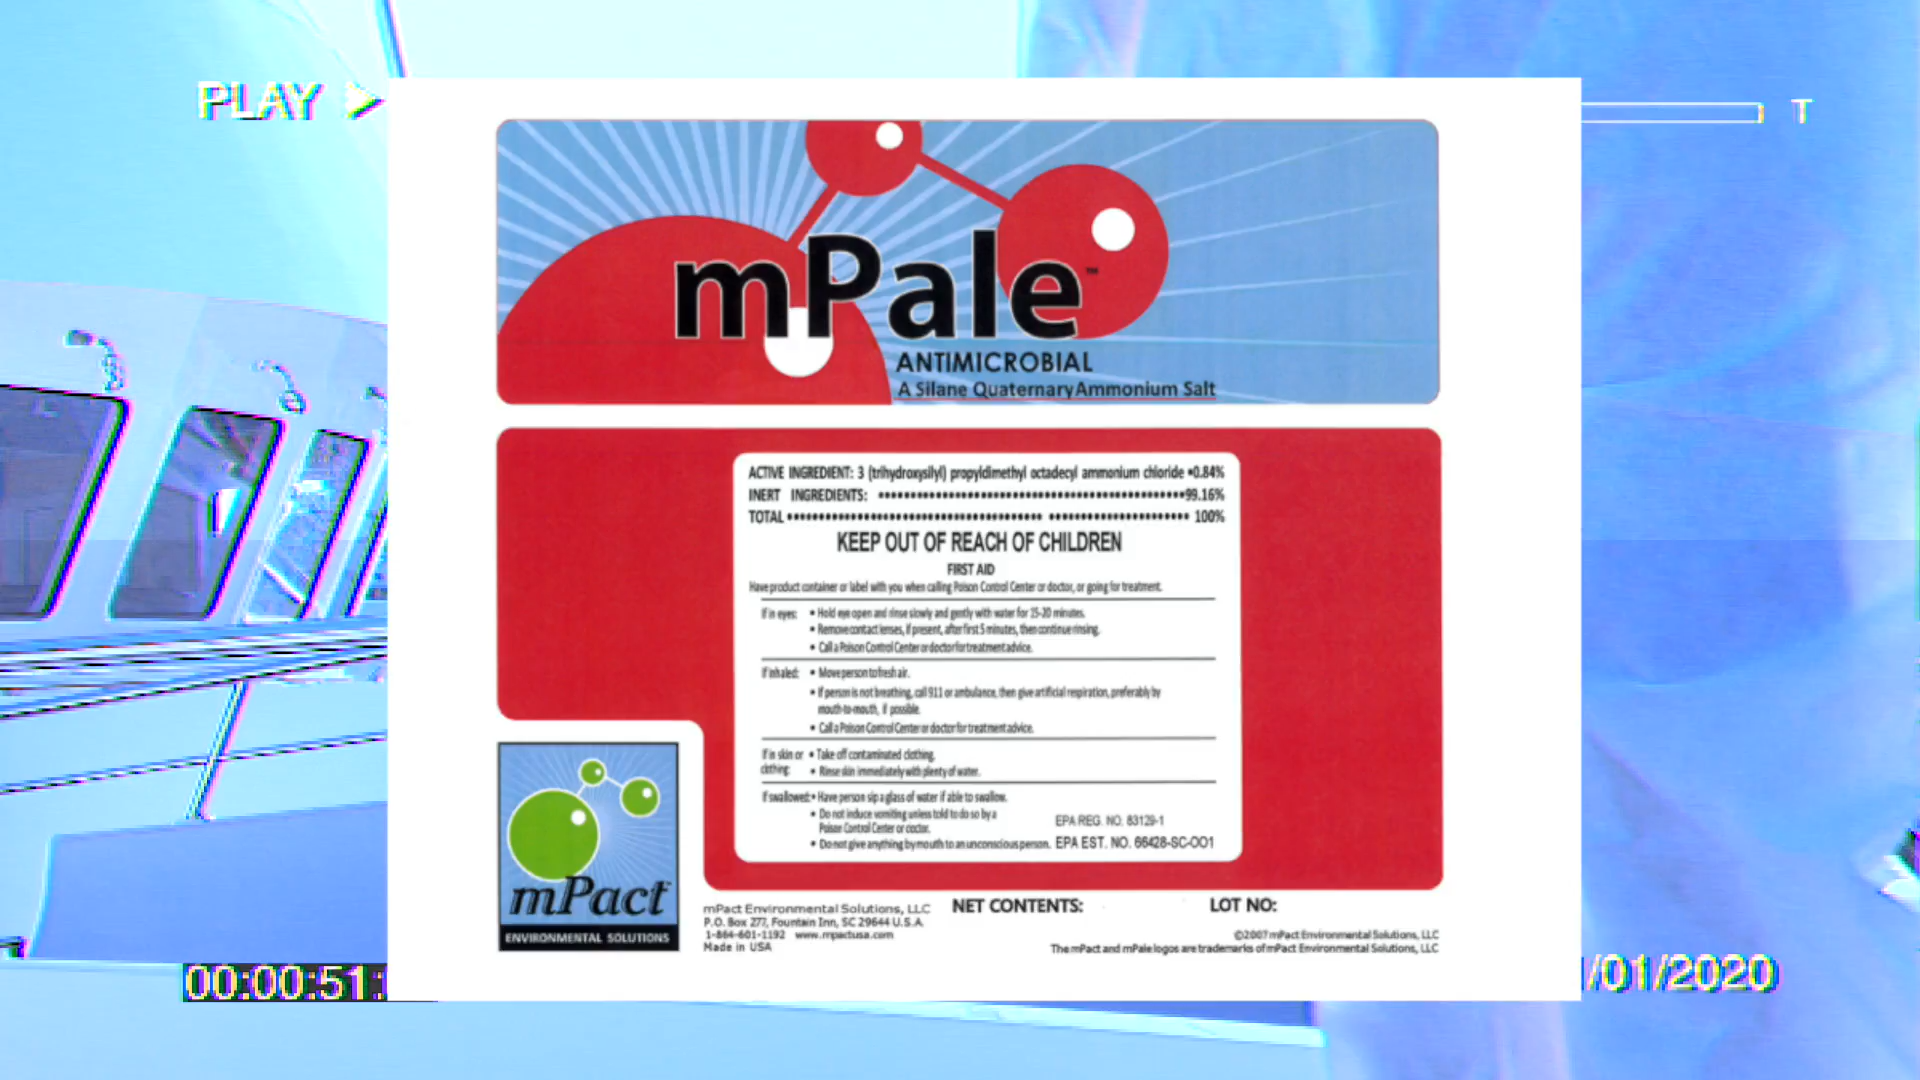 PLAY
T
mPale™
ANTIMICROBIAL
A Silane Quaternary Ammonium Salt
ACTIVE INGREDIENT: 3 (trihydroxysilyl) propyldimethyl octadecyl ammonium chloride •0.84%
INERT INGREDIENTS: ••••••••••••••••••••••••••••••••••••••••••••••••99.16%
TOTAL•••••••••••••••••••••••••••••••••••••••• •••••••••••••••••••••• 100%
KEEP OUT OF REACH OF CHILDREN
FIRST AID
Have product container or label with you when calling Poison Control Center or doctor, or going for treatment.
If in eyes: • Hold eye open and rinse slowly and gently with water for 15-20 minutes.
• Remove contact lenses, if present, after first 5 minutes, then continue rinsing.
• Call a Poison Control Center or doctor for treatment advice.
If inhaled: • Move person to fresh air.
• If person is not breathing, call 911 or ambulance, then give artificial respiration, preferably by
mouth-to-mouth, if possible.
• Call a Poison Control Center or doctor for treatment advice.
If in skin or • Take off contaminated clothing.
clothing: • Rinse skin immediately with plenty of water.
If swallowed: • Have person sip a glass of water if able to swallow.
• Do not induce vomiting unless told to do so by a
Poison Control Center or doctor.
• Do not give anything by mouth to an unconscious person.
EPA REG. NO. 83129-1
EPA EST. NO. 66428-SC-OO1
mPact™
ENVIRONMENTAL SOLUTIONS
mPact Environmental Solutions, LLC
P.O. Box 277, Fountain Inn, SC 29644 U.S.A.
1-864-601-1192 www.mpactusa.com
Made in USA
NET CONTENTS:
LOT NO:
©2007 mPact Environmental Solutions, LLC
The mPact and mPale logos are trademarks of mPact Environmental Solutions, LLC
00:00:51:
/01/2020